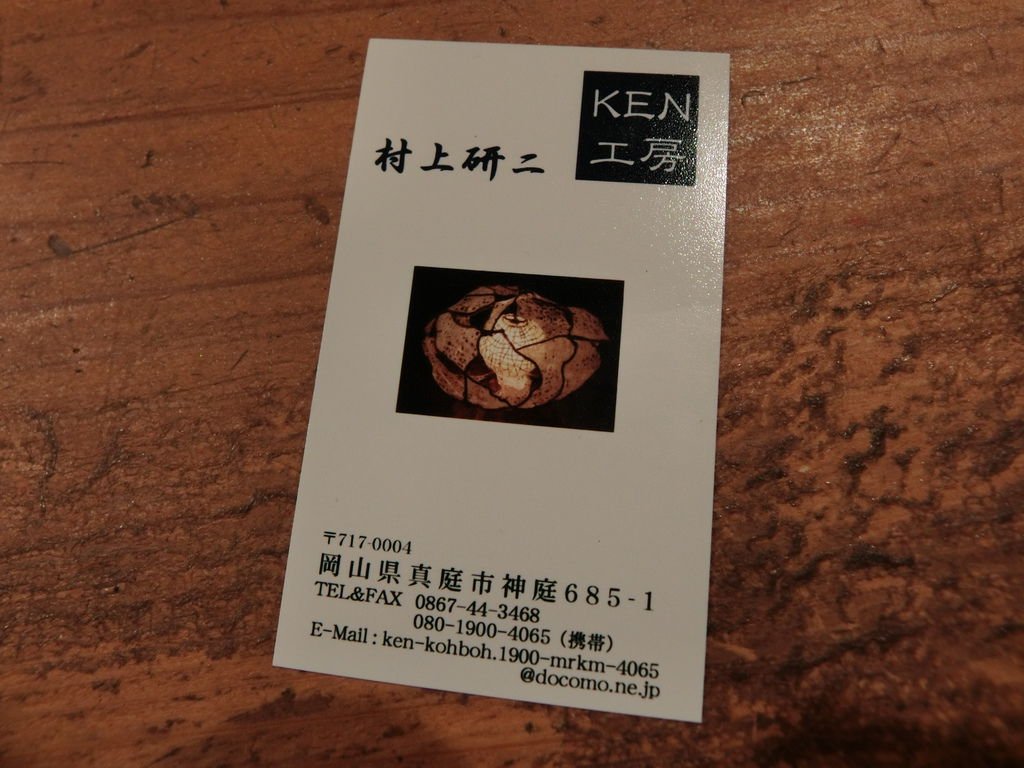 KEN
工房
村上研二
〒717-0004
岡山県真庭市神庭685-1
TEL&FAX 0867-44-3468
080-1900-4065（携帯）
E-Mail : ken-kohboh.1900-mrkm-4065
@docomo.ne.jp